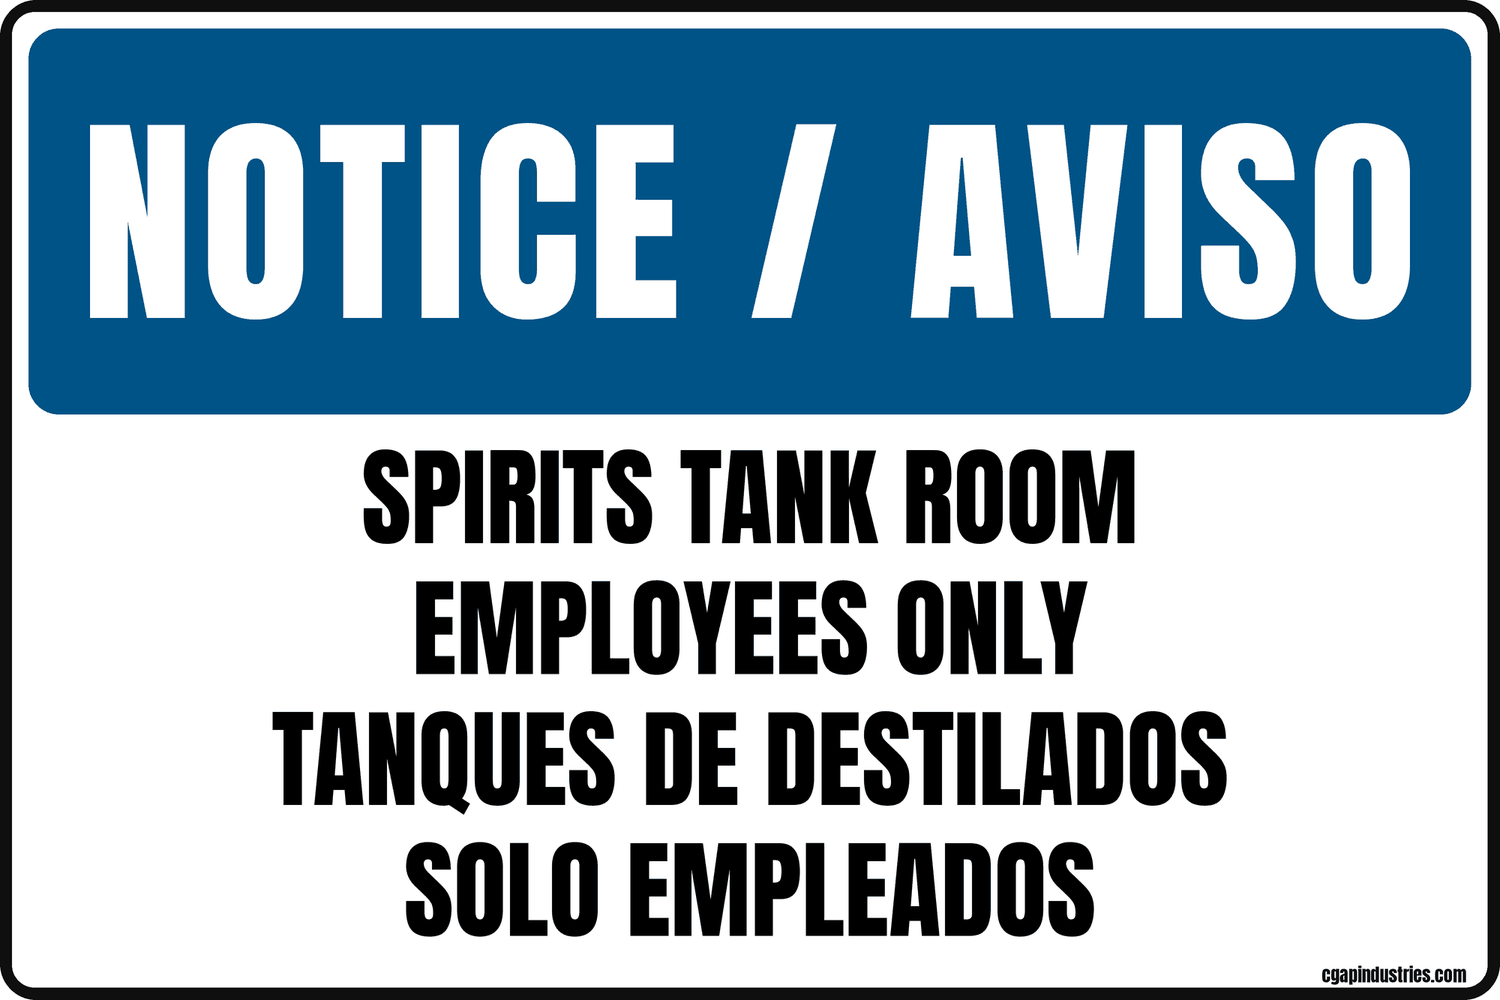 NOTICE / AVISO
SPIRITS TANK ROOM
EMPLOYEES ONLY
TANQUES DE DESTILADOS
SOLO EMPLEADOS
cgapindustries.com